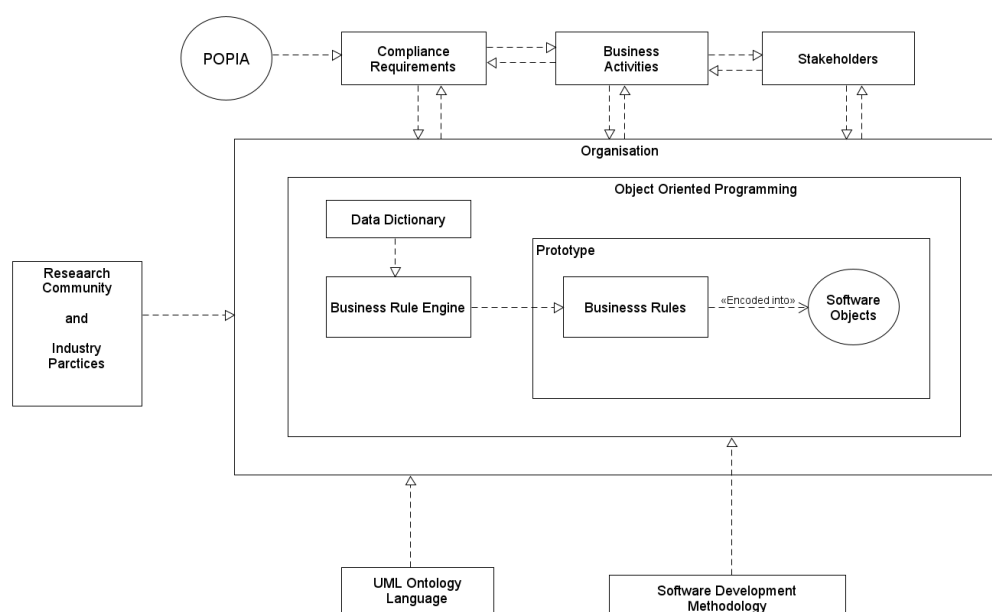 POPIA
Compliance
Requirements
Business
Activities
Stakeholders
Organisation
Object Oriented Programming
Data Dictionary
Prototype
Reseaarch
Community
and
Industry
Parctices
Business Rule Engine
Businesss Rules
«Encoded into»
Software
Objects
UML Ontology
Language
Software Development
Methodology